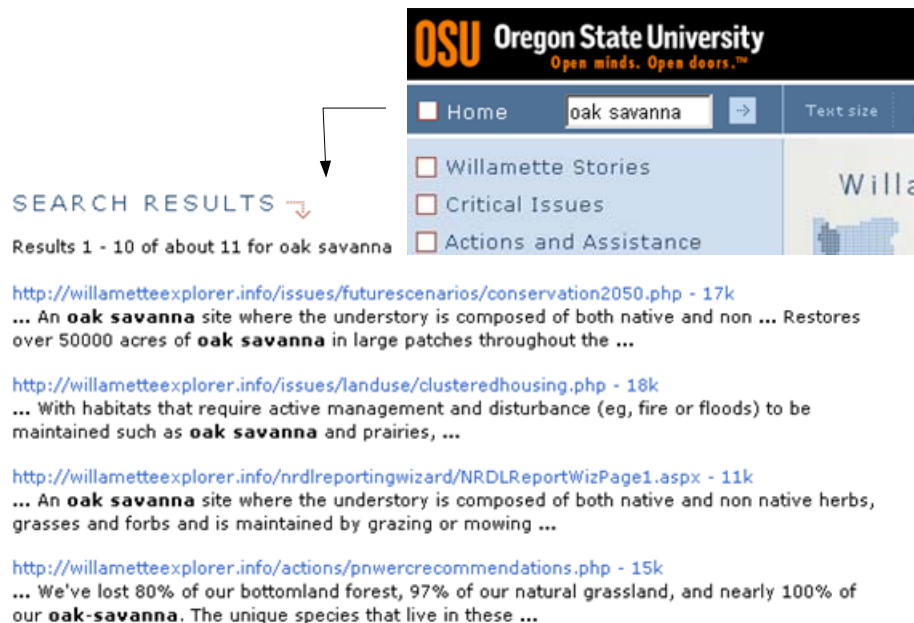 OSU Oregon State University
Open minds. Open doors.™
Home oak savanna Text size
Willamette Stories
Critical Issues
Actions and Assistance
SEARCH RESULTS
Results 1 - 10 of about 11 for oak savanna
http://willametteexplorer.info/issues/futurescenarios/conservation2050.php - 17k
... An oak savanna site where the understory is composed of both native and non ... Restores
over 50000 acres of oak savanna in large patches throughout the ...
http://willametteexplorer.info/issues/landuse/clusteredhousing.php - 18k
... With habitats that require active management and disturbance (eg, fire or floods) to be
maintained such as oak savanna and prairies, ...
http://willametteexplorer.info/nrdlreportingwizard/NRDLReportWizPage1.aspx - 11k
... An oak savanna site where the understory is composed of both native and non native herbs,
grasses and forbs and is maintained by grazing or mowing ...
http://willametteexplorer.info/actions/pnwercrecommendations.php - 15k
... We've lost 80% of our bottomland forest, 97% of our natural grassland, and nearly 100% of
our oak-savanna. The unique species that live in these ...